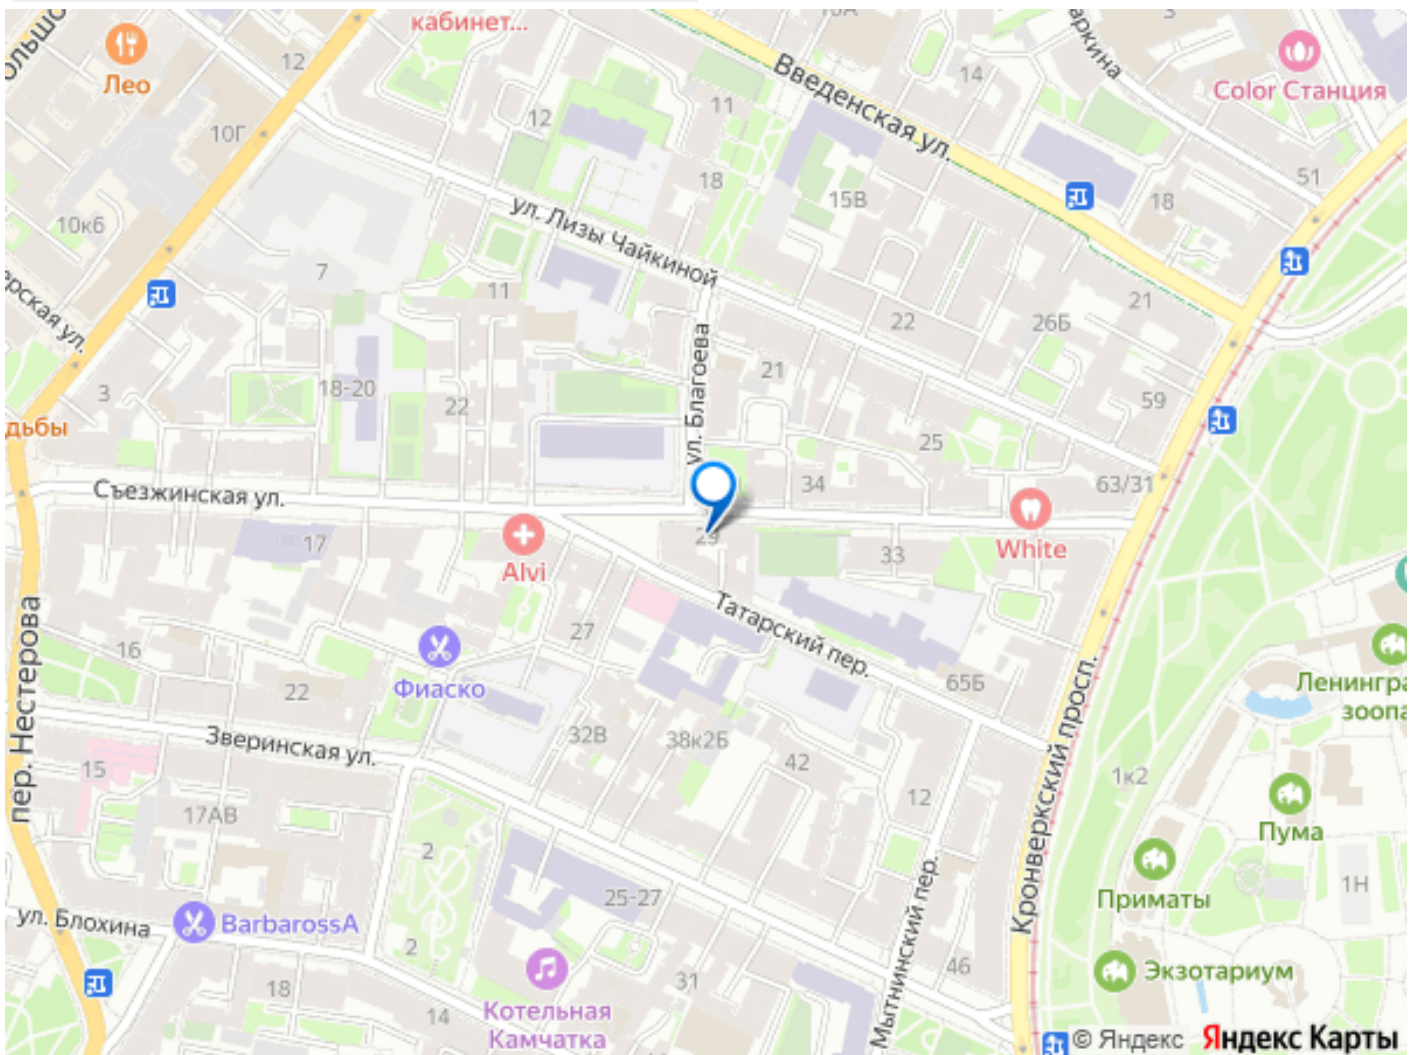 кабинет...
Лео
12
10Г
10к6
12
11
18
Введенская ул.
14
15В
Color Станция
51
18
ул. Лизы Чайкиной
7
11
3
18-20
22
ул. Благоева
21
22
26Б
21
59
25
34
63/31
Съезжинская ул.
17
Alvi
29
33
White
Татарский пер.
27
16
22
Фиаско
65Б
пер. Нестерова
Зверинская ул.
32В
38к2Б
42
12
15
17АВ
Кронверкский просп.
1к2
Ленингра
зоопа
Пума
Приматы
1Н
Экзотариум
2
25-27
ул. Блохина
BarbarossA
2
18
14
Котельная
Камчатка
31
Мытнинский пер.
46
© Яндекс Яндекс Карты